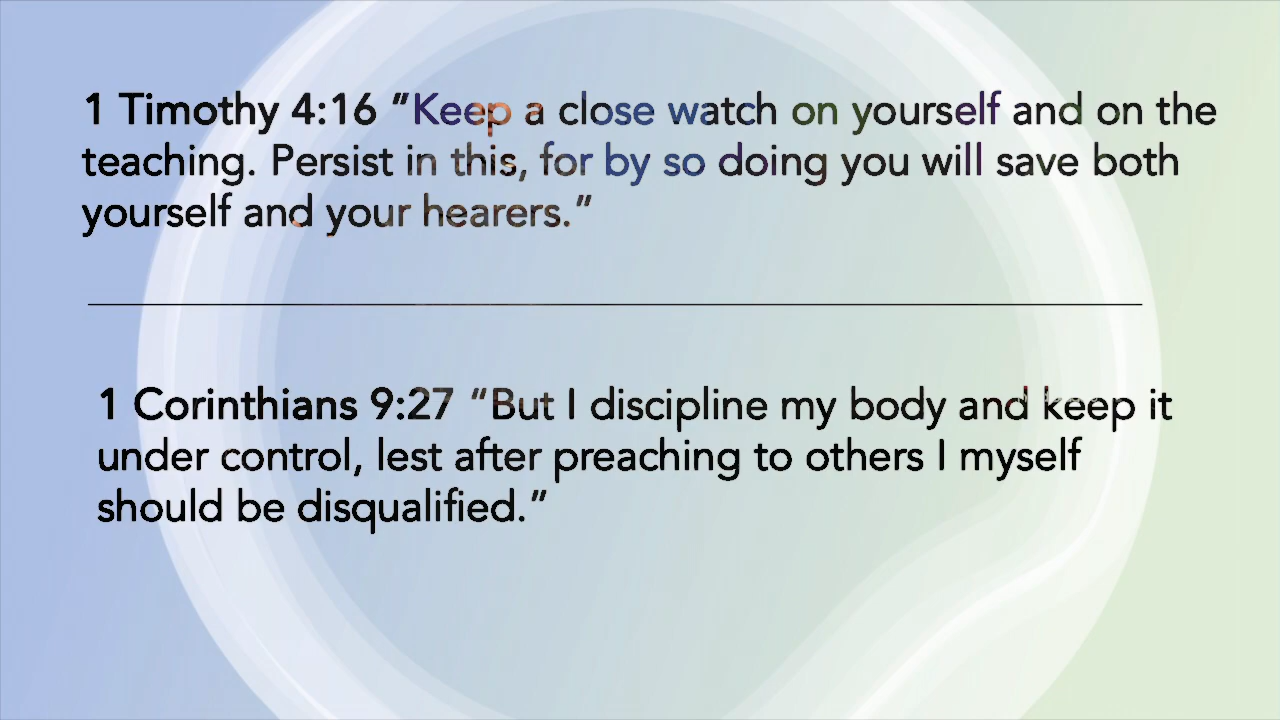 1 Timothy 4:16 "Keep a close watch on yourself and on the
teaching. Persist in this, for by so doing you will save both
yourself and your hearers."
1 Corinthians 9:27 "But I discipline my body and keep it
under control, lest after preaching to others I myself
should be disqualified."